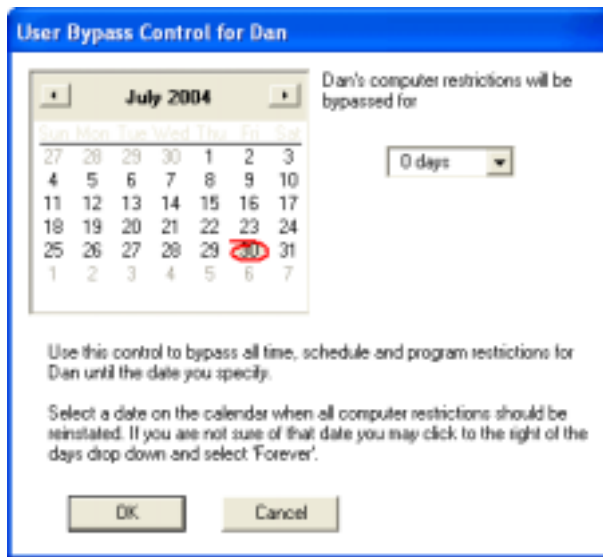 User Bypass Control for Dan
July 2004
Sun Mon Tue Wed Thu Fri Sat
27 28 29 30 1 2 3
4 5 6 7 8 9 10
11 12 13 14 15 16 17
18 19 20 21 22 23 24
25 26 27 28 29 30 31
1 2 3 4 5 6 7
Dan's computer restrictions will be
bypassed for
0 days
Use this control to bypass all time, schedule and program restrictions for
Dan until the date you specify.
Select a date on the calendar when all computer restrictions should be
reinstated. If you are not sure of that date you may click to the right of the
days drop down and select 'Forever'.
OK
Cancel